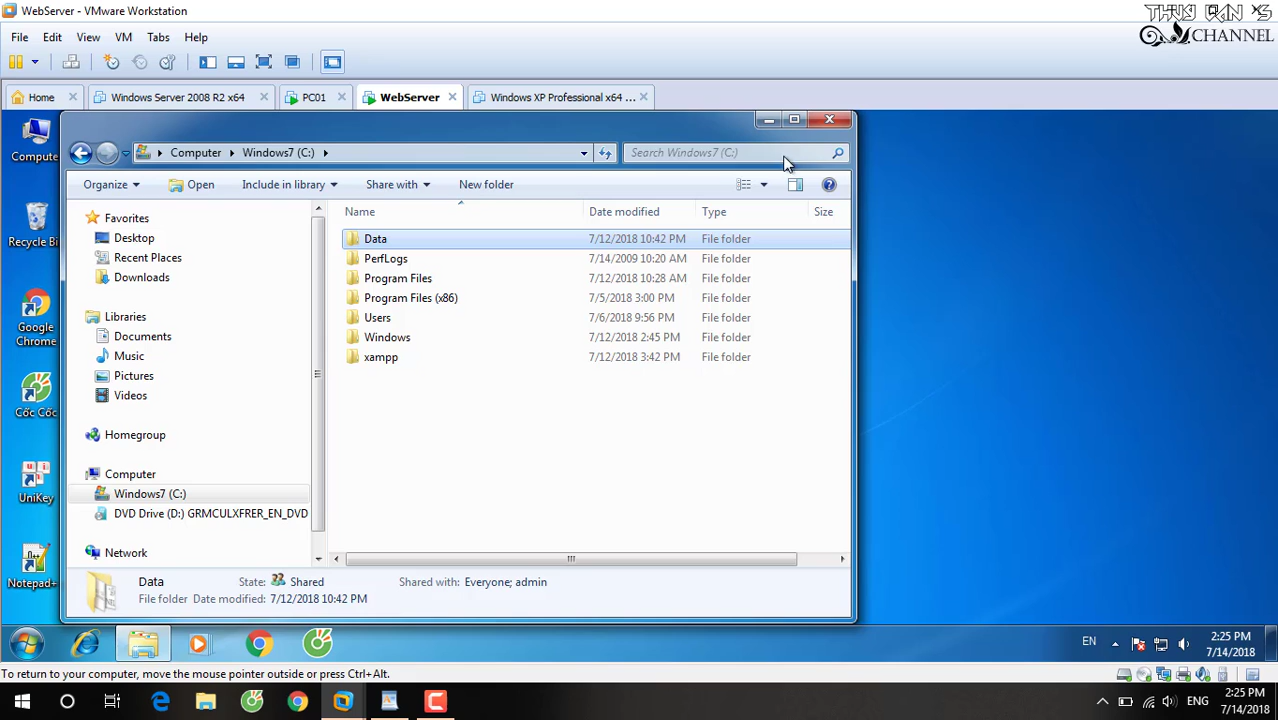 WebServer - VMware Workstation
THUY WIN'S
CHANNEL
File Edit View VM Tabs Help
Home Windows Server 2008 R2 x64 PC01 WebServer Windows XP Professional x64 ...
Computer Windows7 (C:) Search Windows7 (C:)
Organize Open Include in library Share with New folder
Name Date modified Type Size
Data 7/12/2018 10:42 PM File folder
PerfLogs 7/14/2009 10:20 AM File folder
Program Files 7/12/2018 10:28 AM File folder
Program Files (x86) 7/5/2018 3:00 PM File folder
Users 7/6/2018 9:56 PM File folder
Windows 7/12/2018 2:45 PM File folder
xampp 7/12/2018 3:42 PM File folder
Favorites
Desktop
Recent Places
Downloads
Libraries
Documents
Music
Pictures
Videos
Homegroup
Computer
Windows7 (C:)
DVD Drive (D:) GRMCULXFRER_EN_DVD
Network
Compute
Recycle Bi
Google
Chrome
Cốc Cốc
UniKey
Notepad+
Data State: Shared Shared with: Everyone; admin
File folder Date modified: 7/12/2018 10:42 PM
EN 2:25 PM
7/14/2018
To return to your computer, move the mouse pointer outside or press Ctrl+Alt.
ENG 2:25 PM
7/14/2018